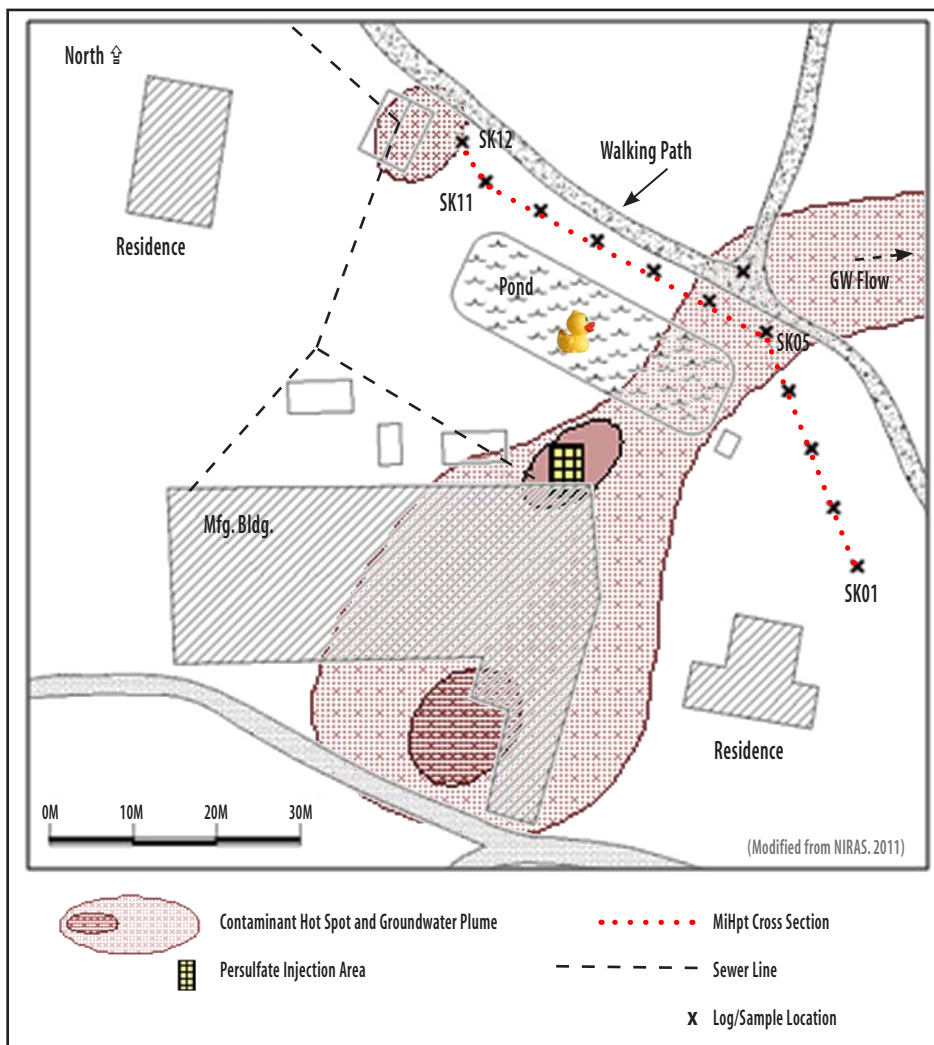 North ⇧
SK12
Walking Path
SK11
Residence
GW Flow
Pond
SK05
Mfg. Bldg.
SK01
Residence
0M 10M 20M 30M
(Modified from NIRAS. 2011)
Contaminant Hot Spot and Groundwater Plume
MiHpt Cross Section
Persulfate Injection Area
Sewer Line
x Log/Sample Location